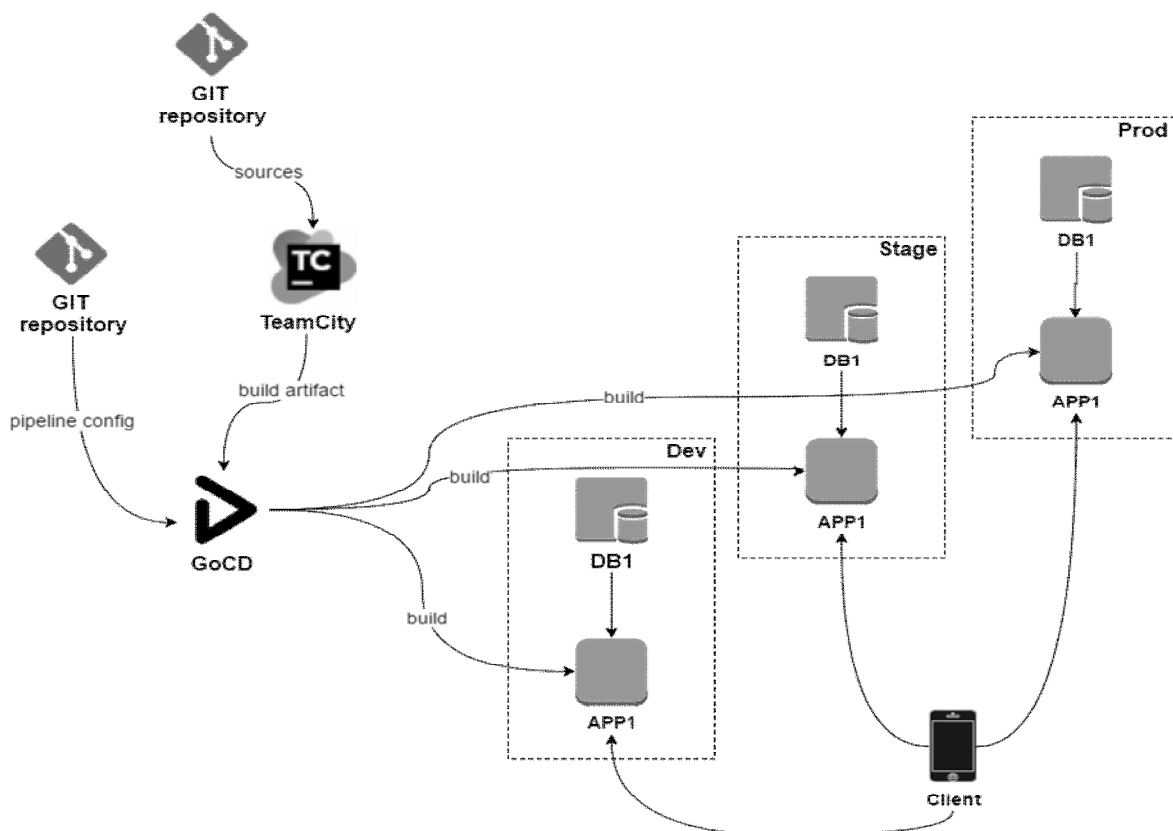 GIT
repository
sources
Prod
DB1
Stage
GIT
repository
TC
TeamCity
DB1
build artifact
build
APP1
pipeline config
Dev
build
DB1
APP1
GoCD
build
APP1
Client